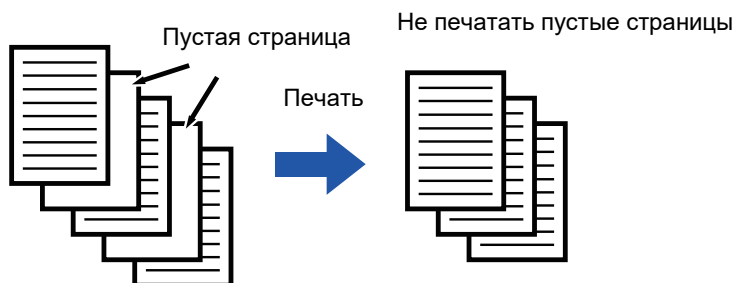 Не печатать пустые страницы
Пустая страница
Печать